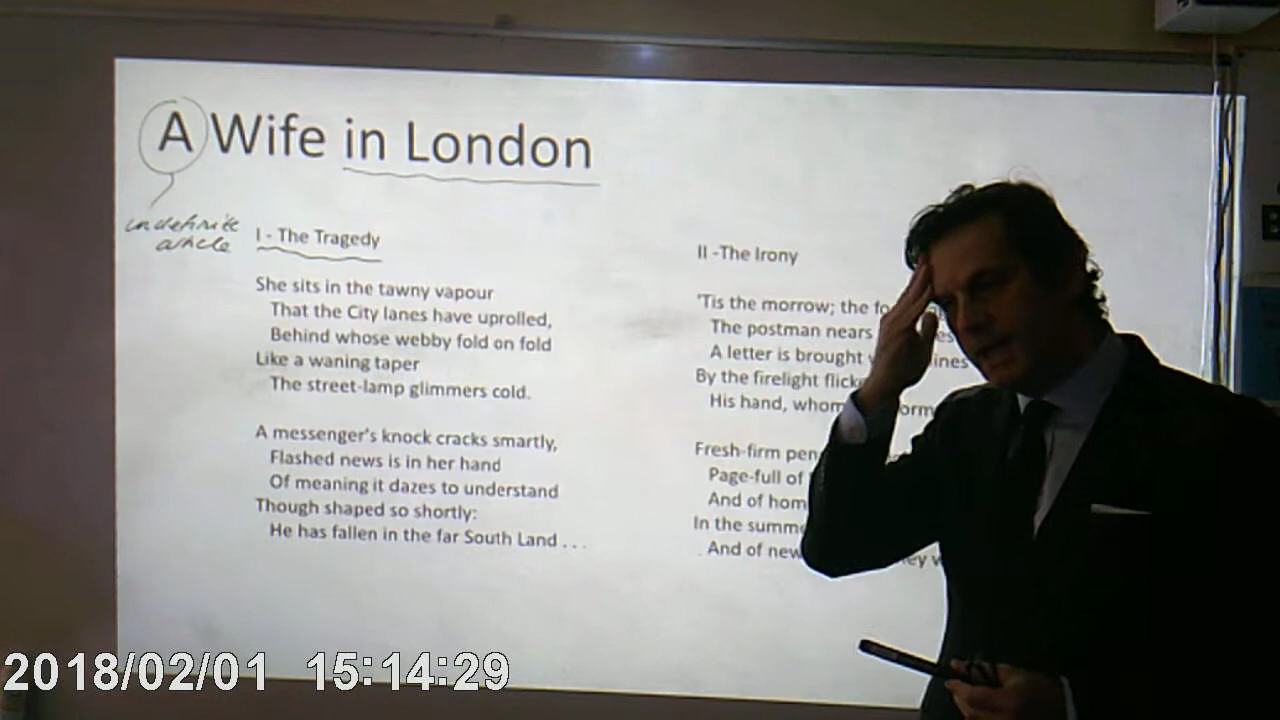 A Wife in London
indefinite
article
I - The Tragedy
She sits in the tawny vapour
That the City lanes have uprolled,
Behind whose webby fold on fold
Like a waning taper
The street-lamp glimmers cold.
A messenger's knock cracks smartly,
Flashed news is in her hand
Of meaning it dazes to understand
Though shaped so shortly:
He has fallen in the far South Land . . .
II -The Irony
'Tis the morrow; the
The postman nears
A letter is brought
By the firelight
His hand, whom
Fresh-firm
Page-full of
And of
In the
And of
2018/02/01 15:14:29